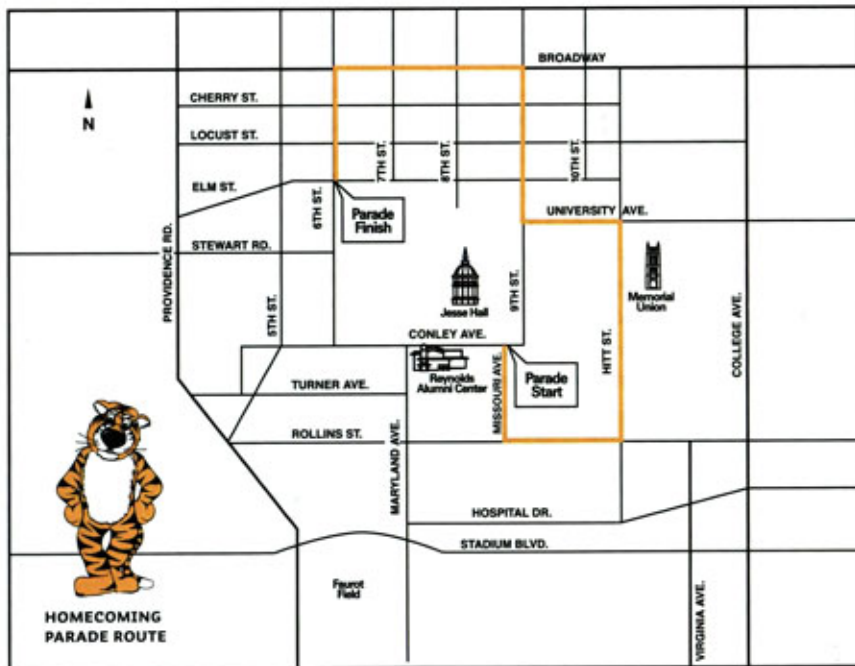 BROADWAY
CHERRY ST.
N
LOCUST ST.
7TH ST.
8TH ST.
10TH ST.
ELM ST.
6TH ST.
Parade
Finish
UNIVERSITY AVE.
STEWART RD.
PROVIDENCE RD.
5TH ST.
Jesse Hall
9TH ST.
Memorial
Union
HITT ST.
COLLEGE AVE.
CONLEY AVE.
Reynolds
Alumni Center
MISSOURI AVE.
Parade
Start
TURNER AVE.
ROLLINS ST.
MARYLAND AVE.
HOSPITAL DR.
STADIUM BLVD.
Faurot
Field
VIRGINIA AVE.
HOMECOMING
PARADE ROUTE